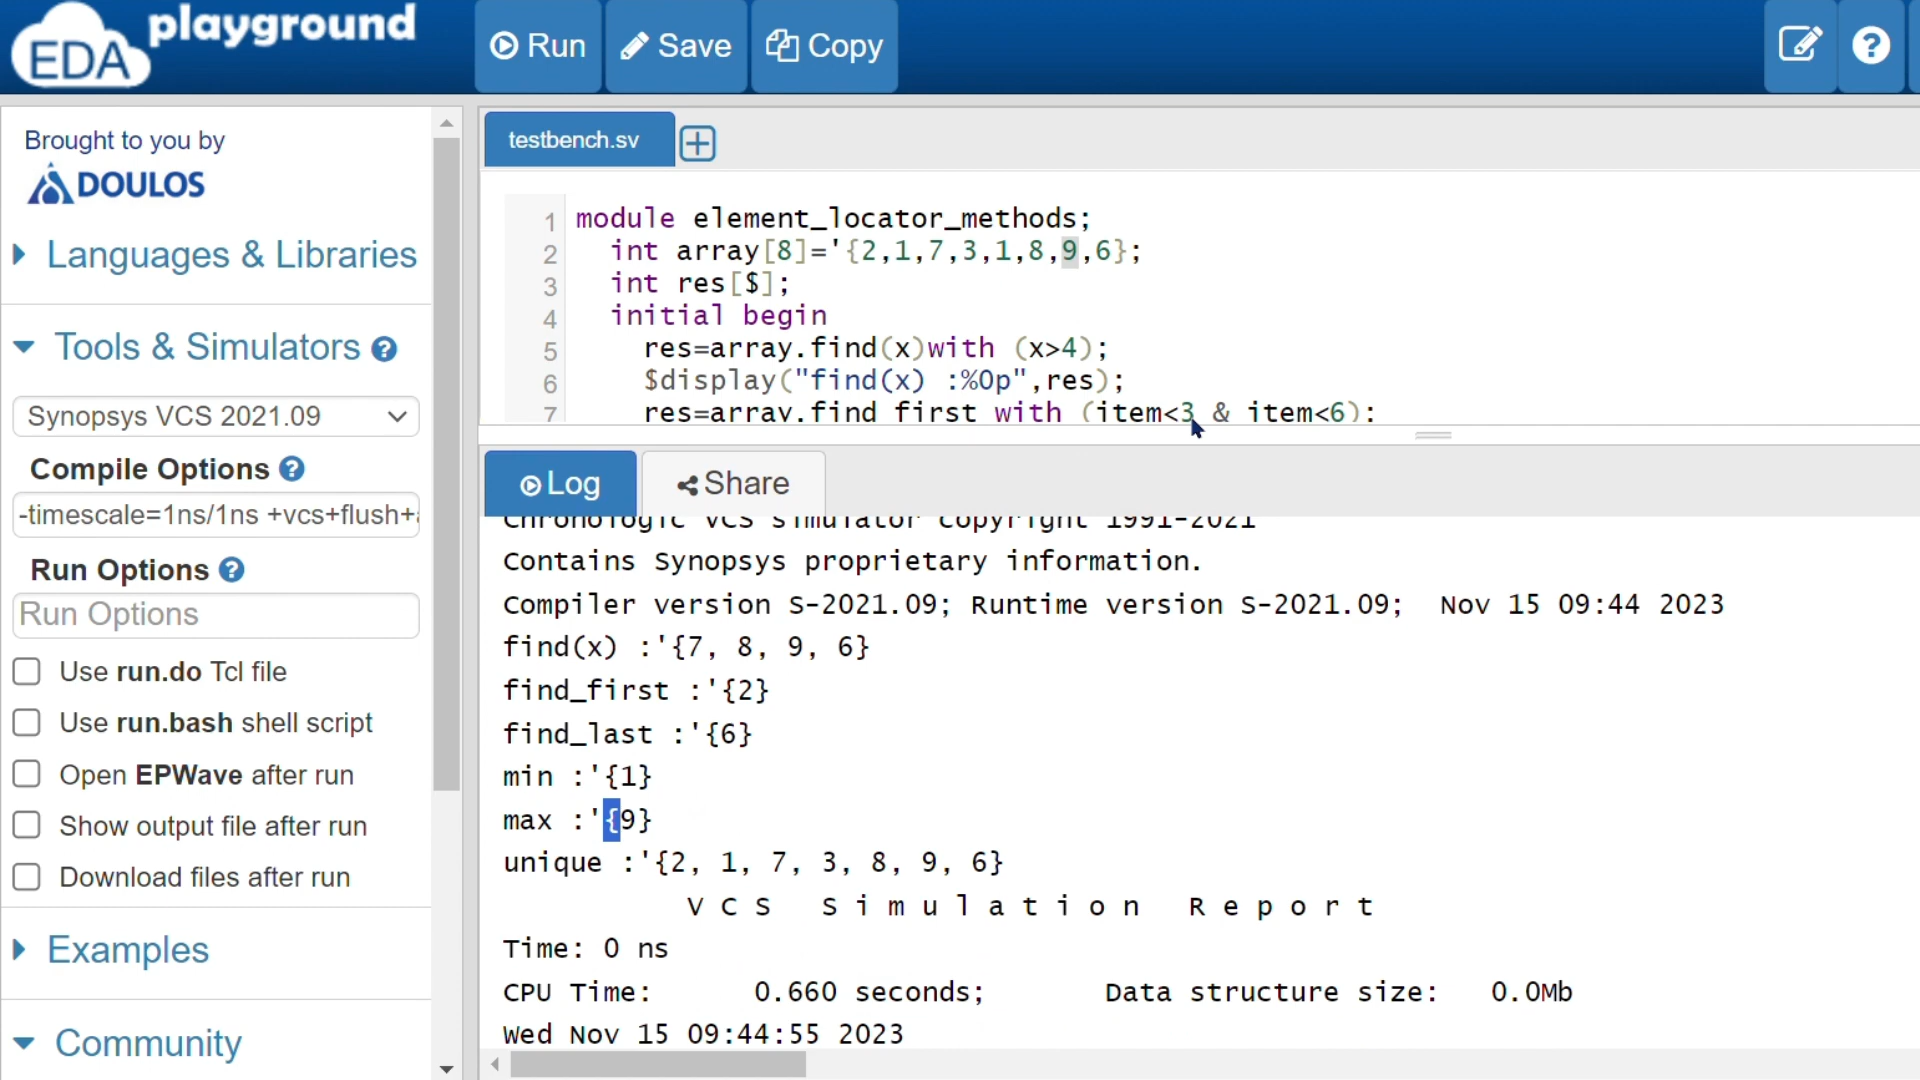 EDA playground
Run
Save
Copy
Brought to you by
DOULOS
Languages & Libraries
Tools & Simulators
Synopsys VCS 2021.09
Compile Options
-timescale=1ns/1ns +vcs+flush+
Run Options
Run Options
Use run.do Tcl file
Use run.bash shell script
Open EPWave after run
Show output file after run
Download files after run
Examples
Community
testbench.sv
1 module element_locator_methods;
2 int array[8]='{2,1,7,3,1,8,9,6};
3 int res[$];
4 initial begin
5 res=array.find(x)with (x>4);
6 $display("find(x) :%0p",res);
7 res=array.find_first with (item<3 & item<6);
Log
Share
Chronologic VCS simulator copyright 1991-2021
Contains Synopsys proprietary information.
Compiler version S-2021.09; Runtime version S-2021.09;  Nov 15 09:44 2023
find(x) :'{7, 8, 9, 6}
find_first :'{2}
find_last :'{6}
min :'{1}
max :'{9}
unique :'{2, 1, 7, 3, 8, 9, 6}
V C S   S i m u l a t i o n   R e p o r t
Time: 0 ns
CPU Time:      0.660 seconds;       Data structure size:   0.0Mb
Wed Nov 15 09:44:55 2023